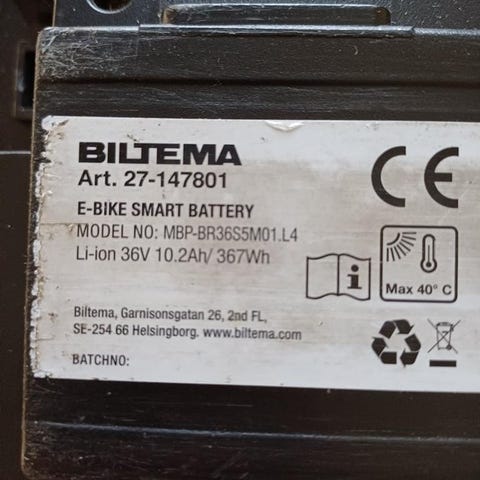 BILTEMA
Art. 27-147801
E-BIKE SMART BATTERY
MODEL NO: MBP-BR36S5M01.L4
Li-ion 36V 10.2Ah/ 367Wh
CE
i
Max 40° C
Biltema, Garnisonsgatan 26, 2nd FL,
SE-254 66 Helsingborg. www.biltema.com
BATCHNO: